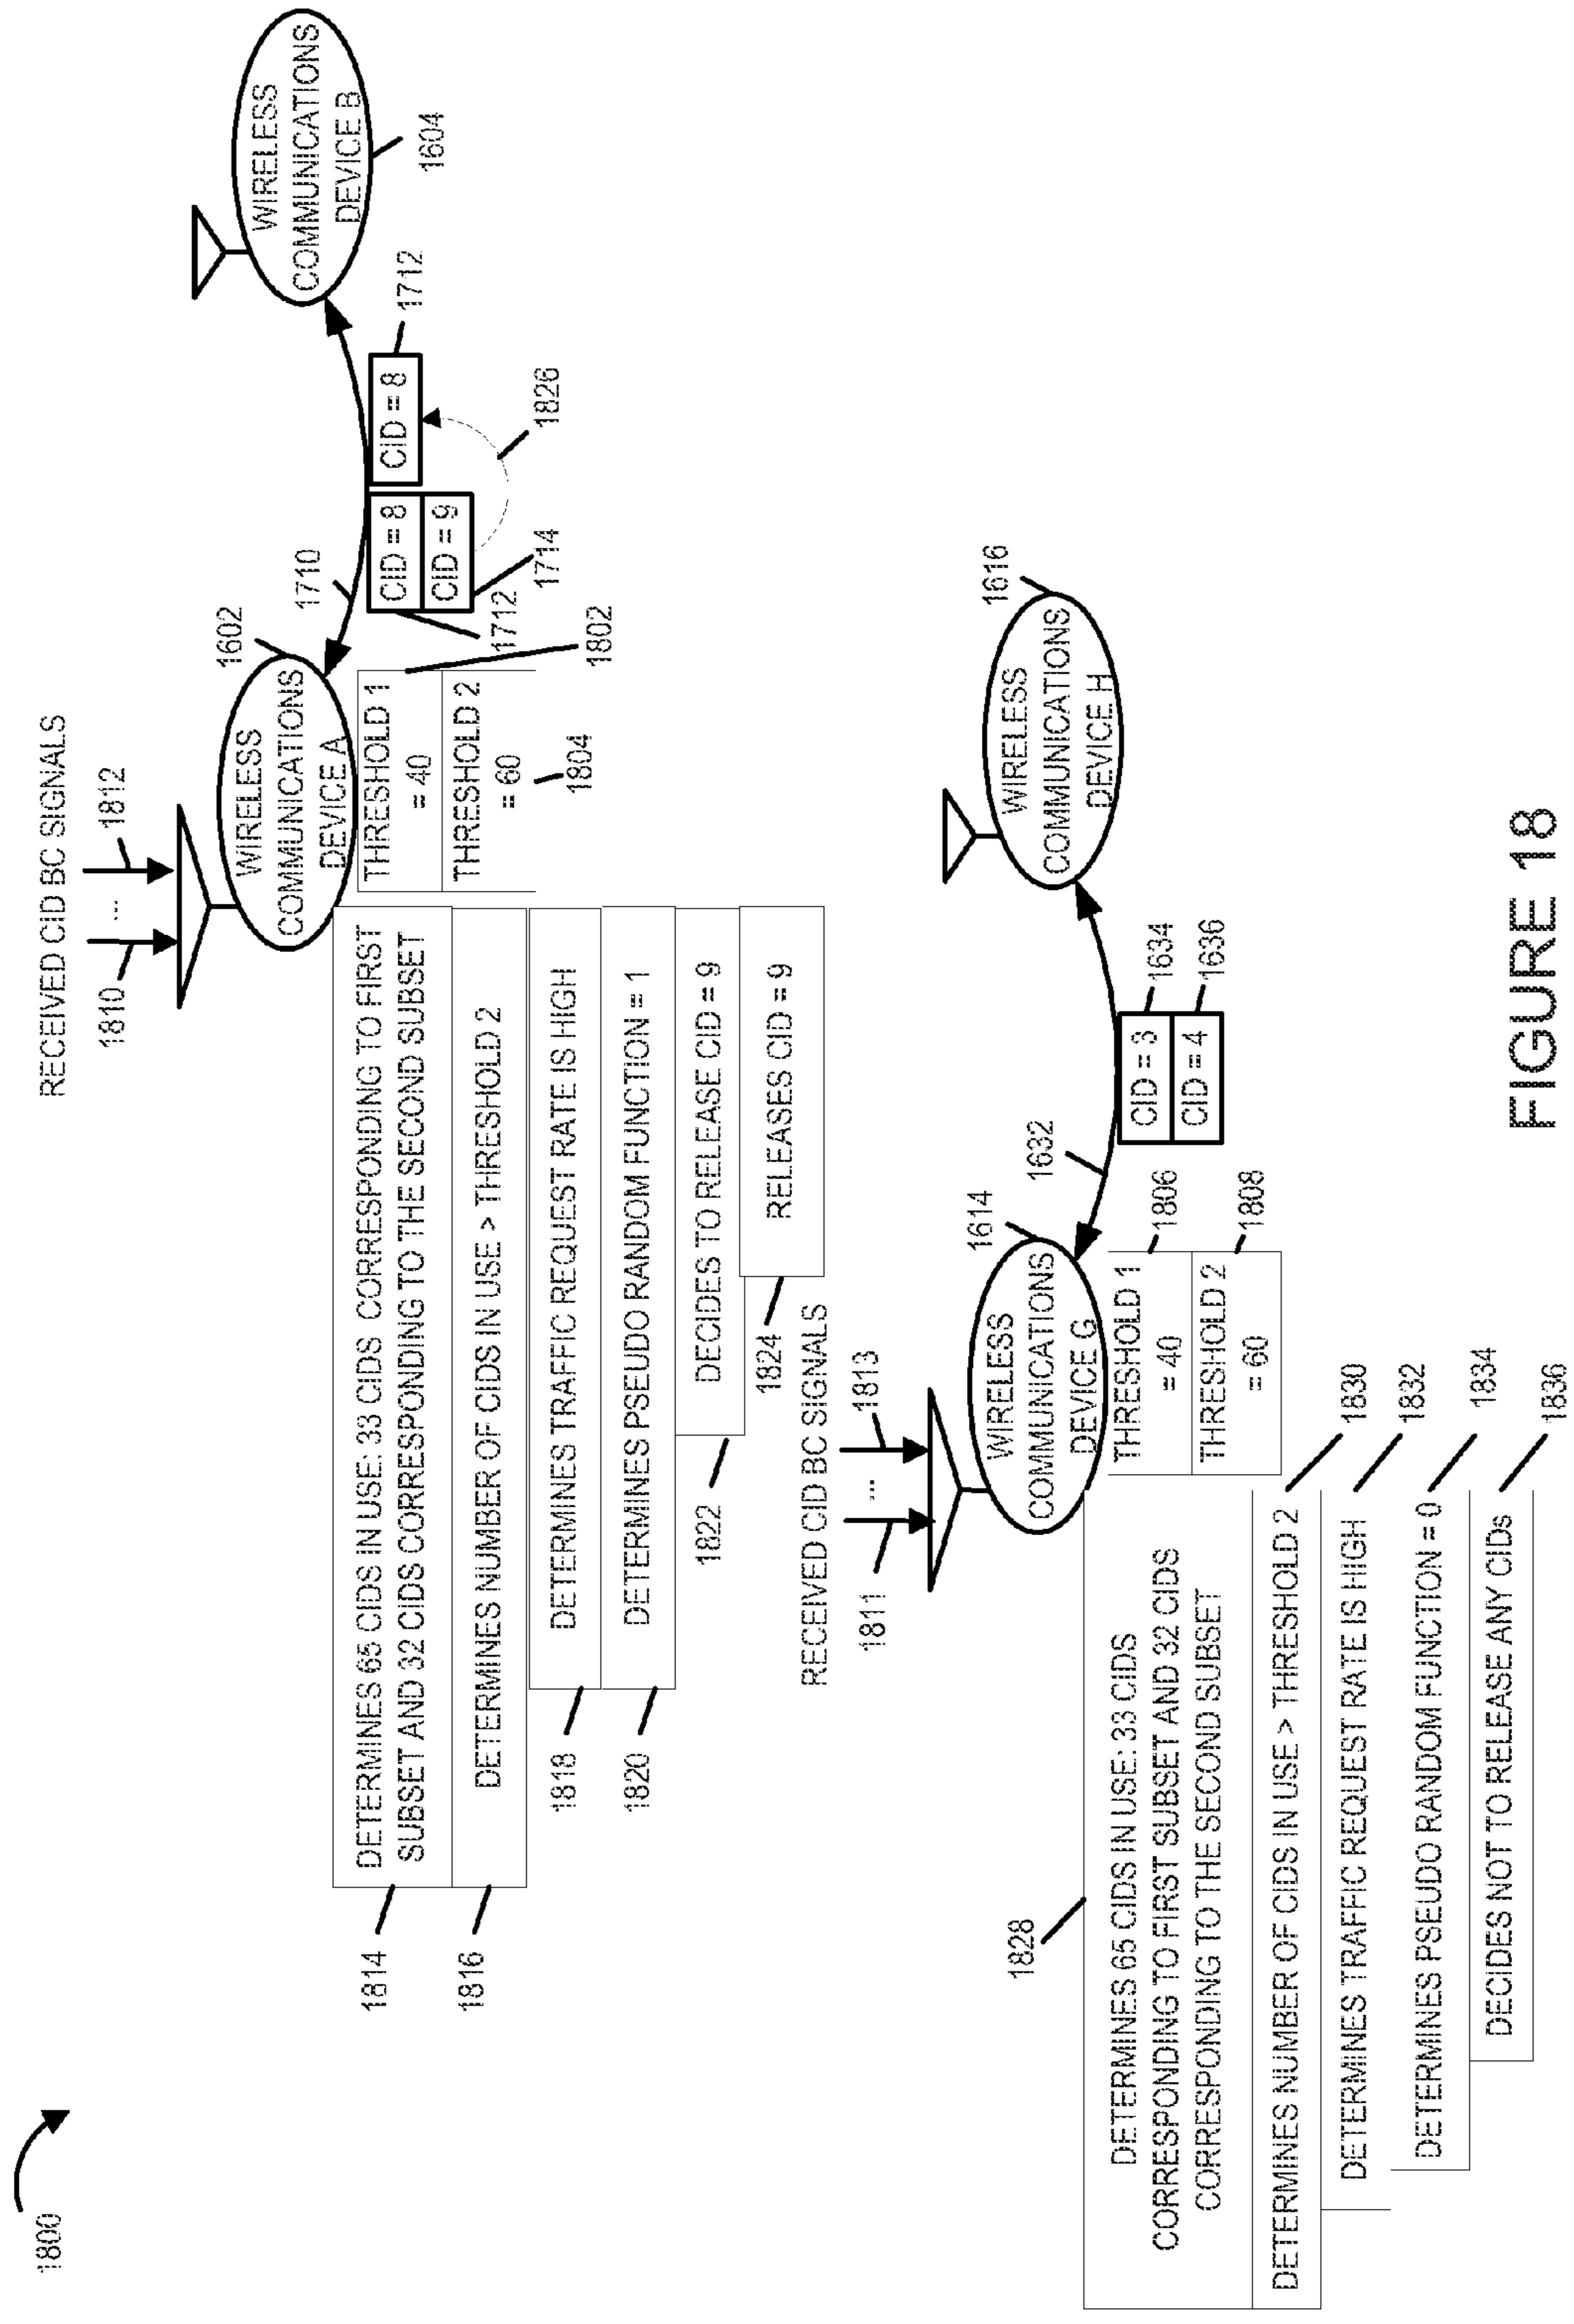 1800
RECEIVED CID BC SIGNALS
1810
...
1812
WIRELESS
COMMUNICATIONS
DEVICE A
1602
1710
WIRELESS
COMMUNICATIONS
DEVICE B
1604
THRESHOLD 1
= 40
THRESHOLD 2
= 60
1802
1804
CID = 8
CID = 9
1712
1714
CID = 8
1712
1826
DETERMINES 65 CIDS IN USE: 33 CIDS CORRESPONDING TO FIRST
SUBSET AND 32 CIDS CORRESPONDING TO THE SECOND SUBSET
1814
DETERMINES NUMBER OF CIDS IN USE > THRESHOLD 2
1816
DETERMINES TRAFFIC REQUEST RATE IS HIGH
1818
DETERMINES PSEUDO RANDOM FUNCTION = 1
1820
DECIDES TO RELEASE CID = 9
1822
RELEASES CID = 9
1824
RECEIVED CID BC SIGNALS
1811
...
1813
WIRELESS
COMMUNICATIONS
DEVICE G
1614
1632
WIRELESS
COMMUNICATIONS
DEVICE H
1616
THRESHOLD 1
= 40
THRESHOLD 2
= 60
1806
1808
CID = 3
CID = 4
1634
1636
1828
DETERMINES 65 CIDS IN USE: 33 CIDS
CORRESPONDING TO FIRST SUBSET AND 32 CIDS
CORRESPONDING TO THE SECOND SUBSET
DETERMINES NUMBER OF CIDS IN USE > THRESHOLD 2
1830
DETERMINES TRAFFIC REQUEST RATE IS HIGH
1832
DETERMINES PSEUDO RANDOM FUNCTION = 0
1834
DECIDES NOT TO RELEASE ANY CIDs
1836
FIGURE 18